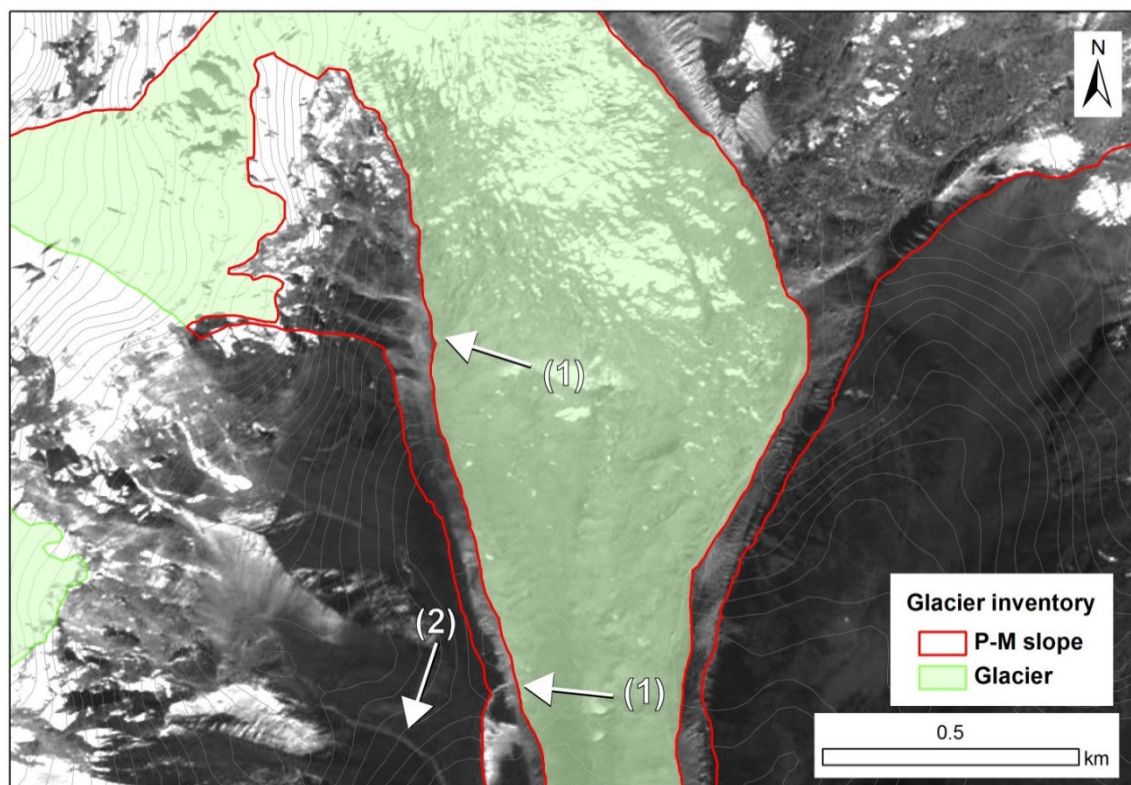 N
(1)
(2)
(1)
Glacier inventory
P-M slope
Glacier
0.5
km